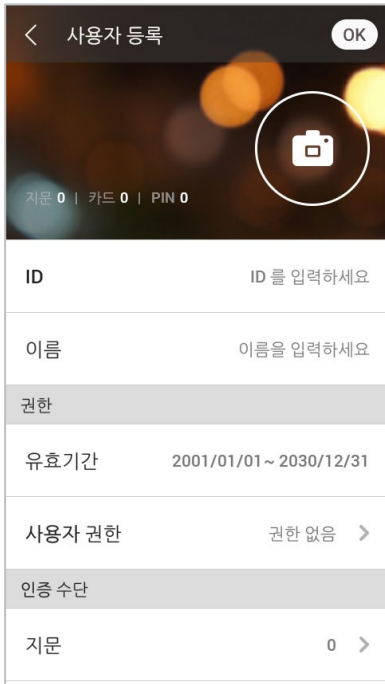 사용자 등록 OK
지문 0 | 카드 0 | PIN 0
ID ID 를 입력하세요
이름 이름을 입력하세요
권한
유효기간 2001/01/01 ~ 2030/12/31
사용자 권한 권한 없음
인증 수단
지문 0